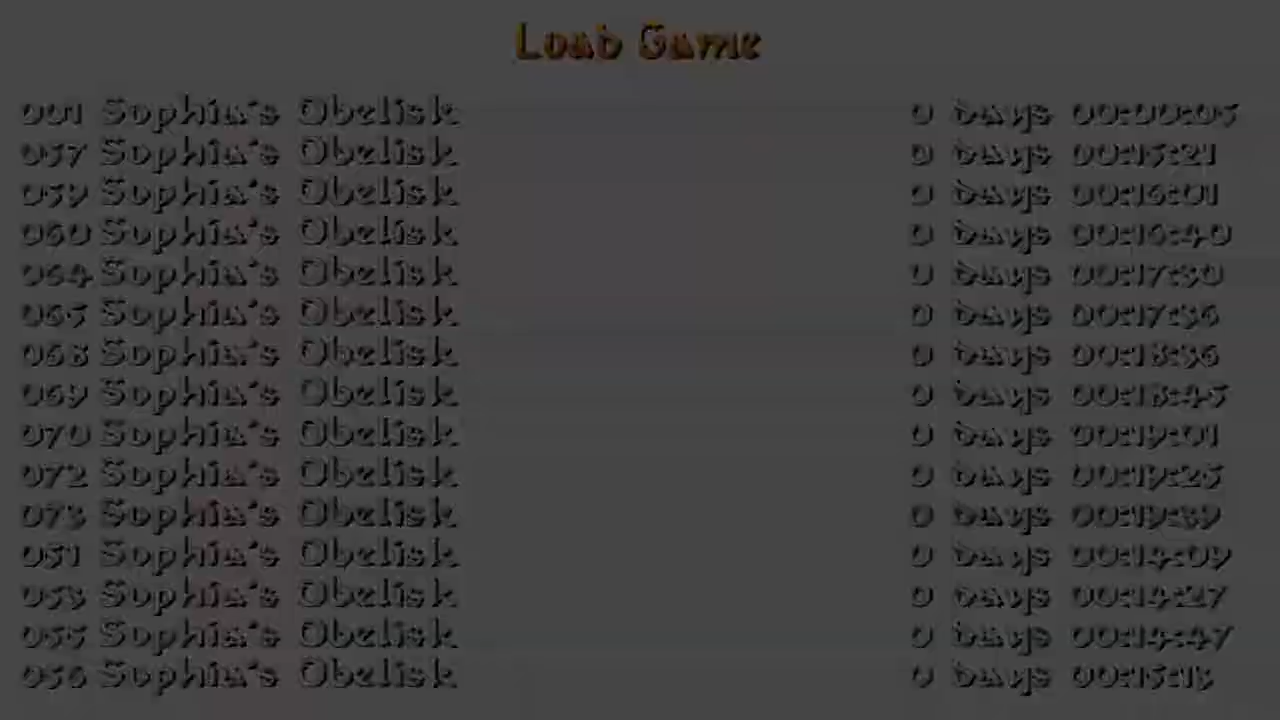 Load Game
001 Sophia's Obelisk 0 days 00:00:05
057 Sophia's Obelisk 0 days 00:15:21
059 Sophia's Obelisk 0 days 00:16:01
060 Sophia's Obelisk 0 days 00:16:40
064 Sophia's Obelisk 0 days 00:17:30
065 Sophia's Obelisk 0 days 00:17:36
068 Sophia's Obelisk 0 days 00:18:36
069 Sophia's Obelisk 0 days 00:18:45
070 Sophia's Obelisk 0 days 00:19:01
072 Sophia's Obelisk 0 days 00:19:25
073 Sophia's Obelisk 0 days 00:19:39
051 Sophia's Obelisk 0 days 00:14:09
053 Sophia's Obelisk 0 days 00:14:27
055 Sophia's Obelisk 0 days 00:14:47
056 Sophia's Obelisk 0 days 00:15:13